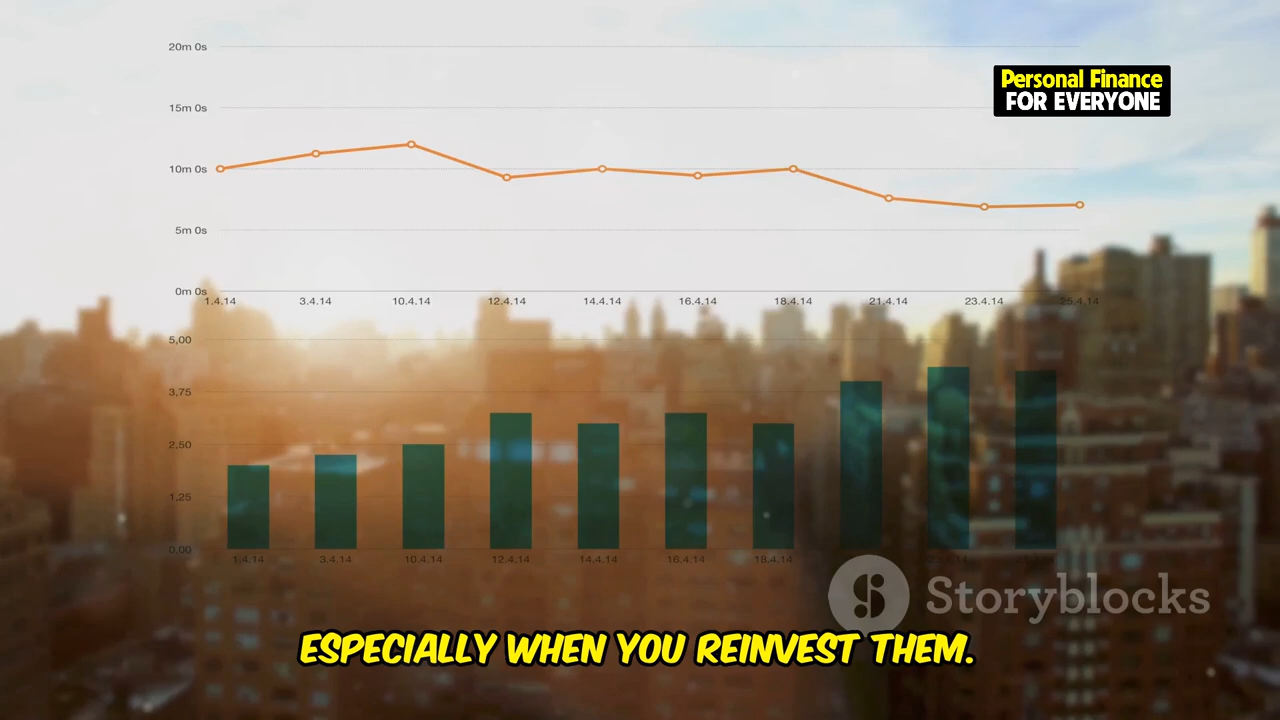 20m 0s
Personal Finance
FOR EVERYONE
15m 0s
10m 0s
5m 0s
0m 0s
1.4.14 3.4.14 10.4.14 12.4.14 14.4.14 16.4.14 18.4.14 21.4.14 23.4.14 25.4.14
5,00
3,75
2,50
1,25
0,00
1.4.14 3.4.14 10.4.14 12.4.14 14.4.14 16.4.14 18.4.14
Storyblocks
ESPECIALLY WHEN YOU REINVEST THEM.